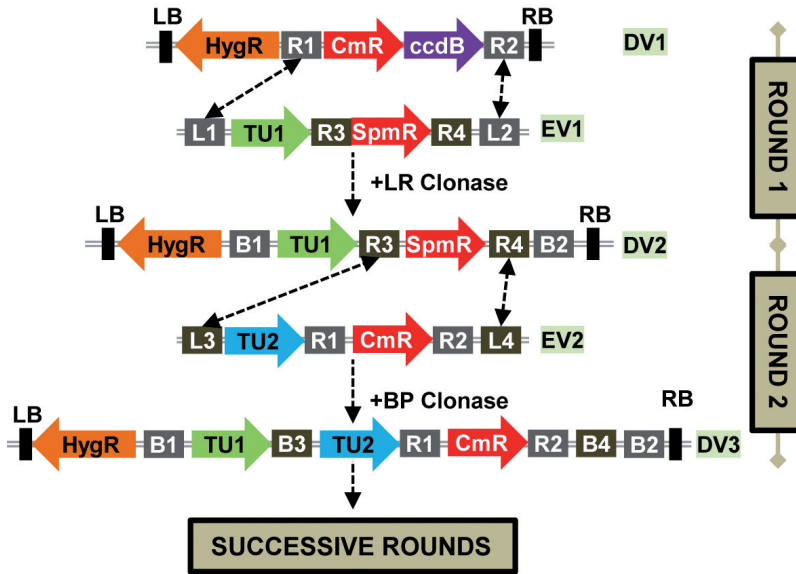 LB RB
HygR R1 CmR ccdB R2 DV1
L1 TU1 R3 SpmR R4 L2 EV1
+LR Clonase
ROUND 1
LB RB
HygR B1 TU1 R3 SpmR R4 B2 DV2
L3 TU2 R1 CmR R2 L4 EV2
+BP Clonase
ROUND 2
LB RB
HygR B1 TU1 B3 TU2 R1 CmR R2 B4 B2 DV3
SUCCESSIVE ROUNDS